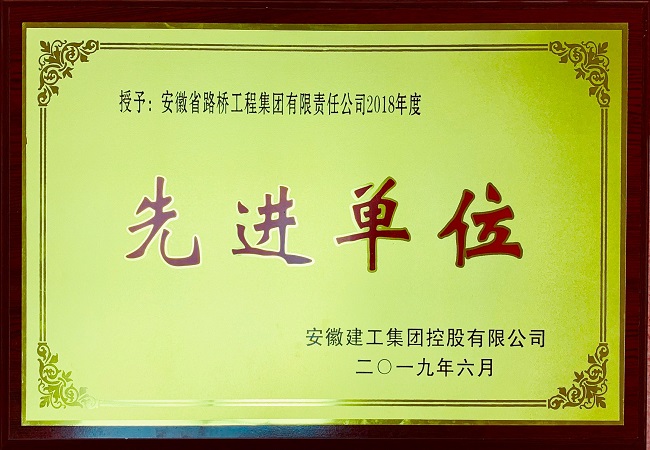 授予：安徽省路桥工程集团有限责任公司2018年度
先进单位
安徽建工集团控股有限公司
二〇一九年六月